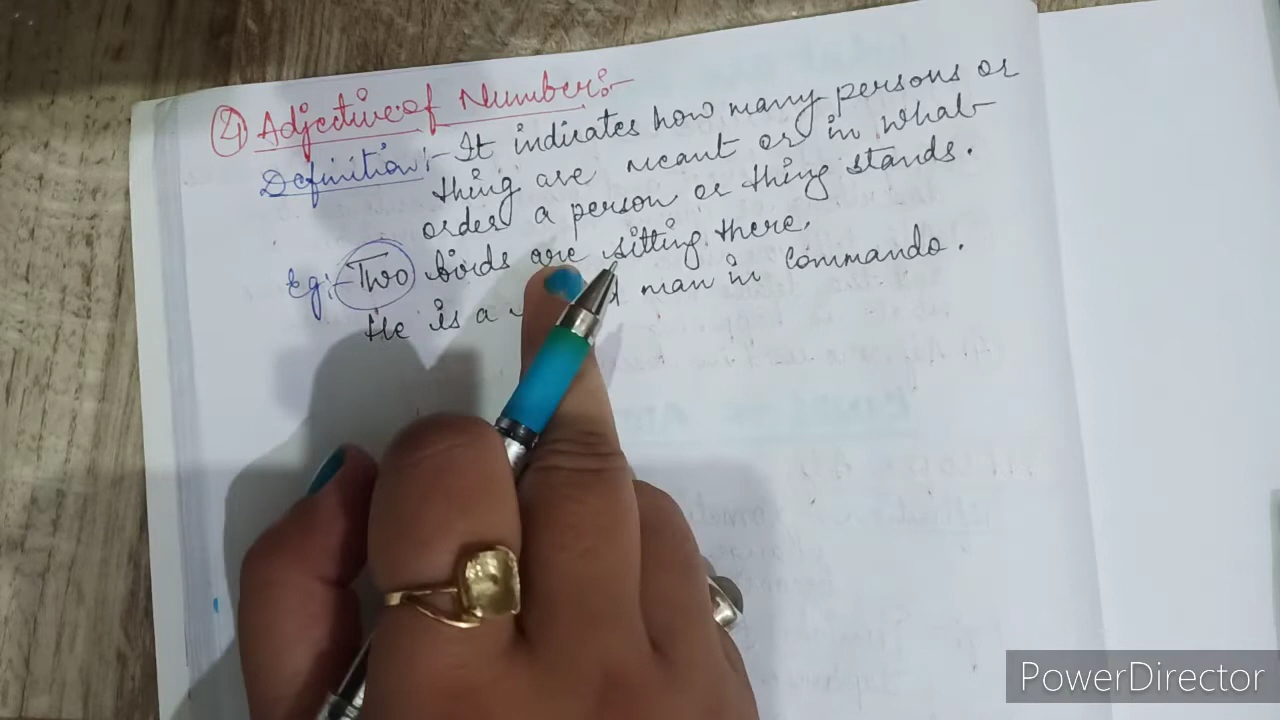 2) Adjective of Number:-
Definition:- It indicates how many persons or
thing are meant or in what
order a person or thing stands.
Eg:- Two birds are sitting there.
He is a man in commando.
PowerDirector